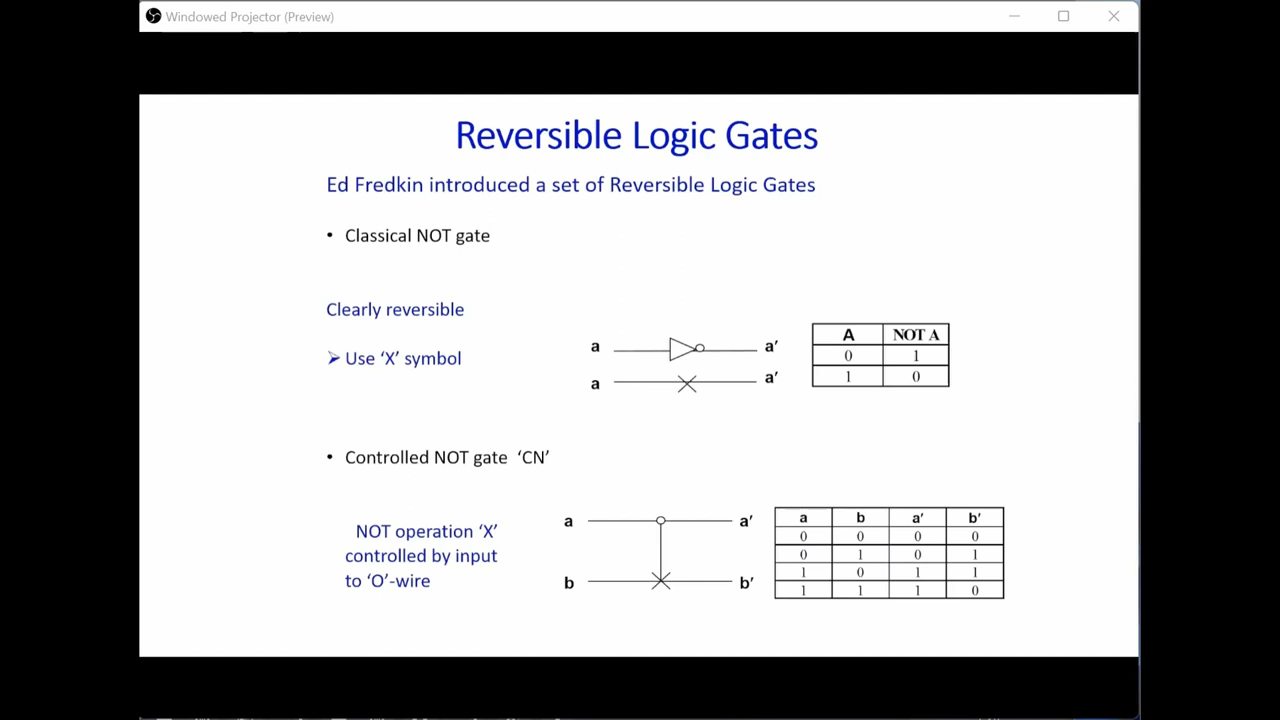 Windowed Projector (Preview)
Reversible Logic Gates
Ed Fredkin introduced a set of Reversible Logic Gates
• Classical NOT gate
Clearly reversible
➢ Use ‘X’ symbol
a a′
a a′
A NOT A
0 1
1 0
• Controlled NOT gate ‘CN’
NOT operation ‘X’
controlled by input
to ‘O’-wire
a a′
b b′
a b a′ b′
0 0 0 0
0 1 0 1
1 0 1 1
1 1 1 0